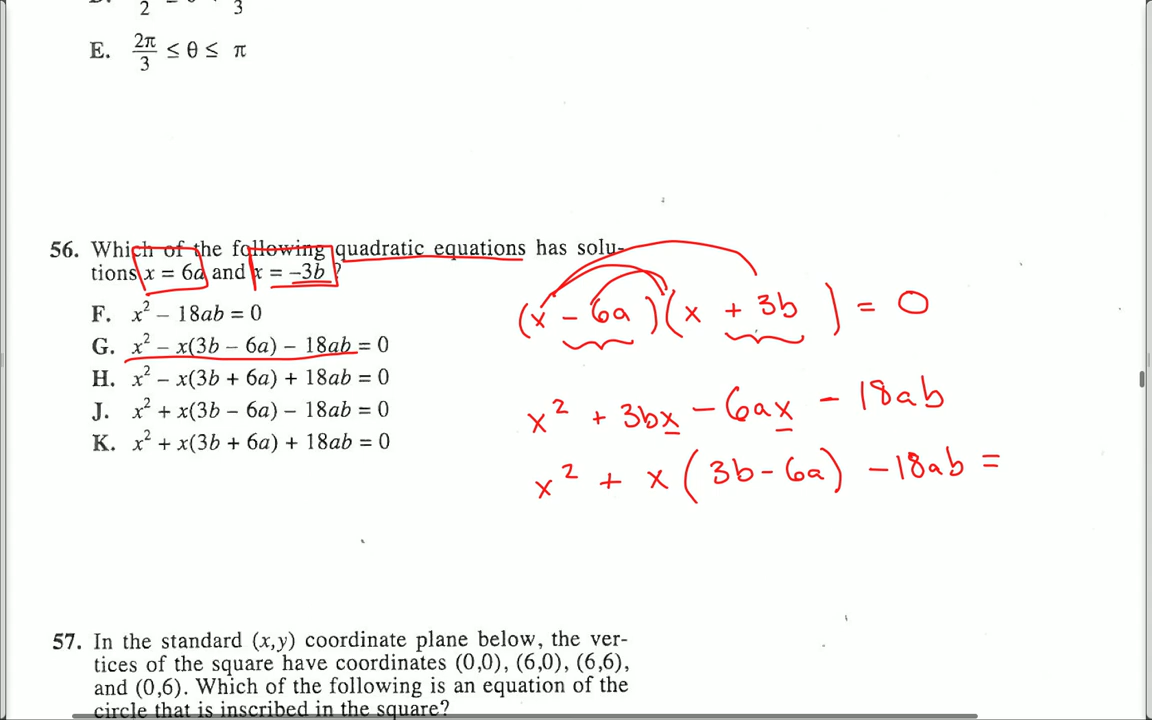 2 3
E. 2π/3 ≤ θ ≤ π
56. Which of the following quadratic equations has solu-
tions x = 6a and x = −3b ?
F. x² − 18ab = 0
G. x² − x(3b − 6a) − 18ab = 0
H. x² − x(3b + 6a) + 18ab = 0
J. x² + x(3b − 6a) − 18ab = 0
K. x² + x(3b + 6a) + 18ab = 0
(x − 6a)(x + 3b) = 0
x² + 3bx − 6ax − 18ab
x² + x(3b − 6a) − 18ab =
57. In the standard (x,y) coordinate plane below, the ver-
tices of the square have coordinates (0,0), (6,0), (6,6),
and (0,6). Which of the following is an equation of the
circle that is inscribed in the square?